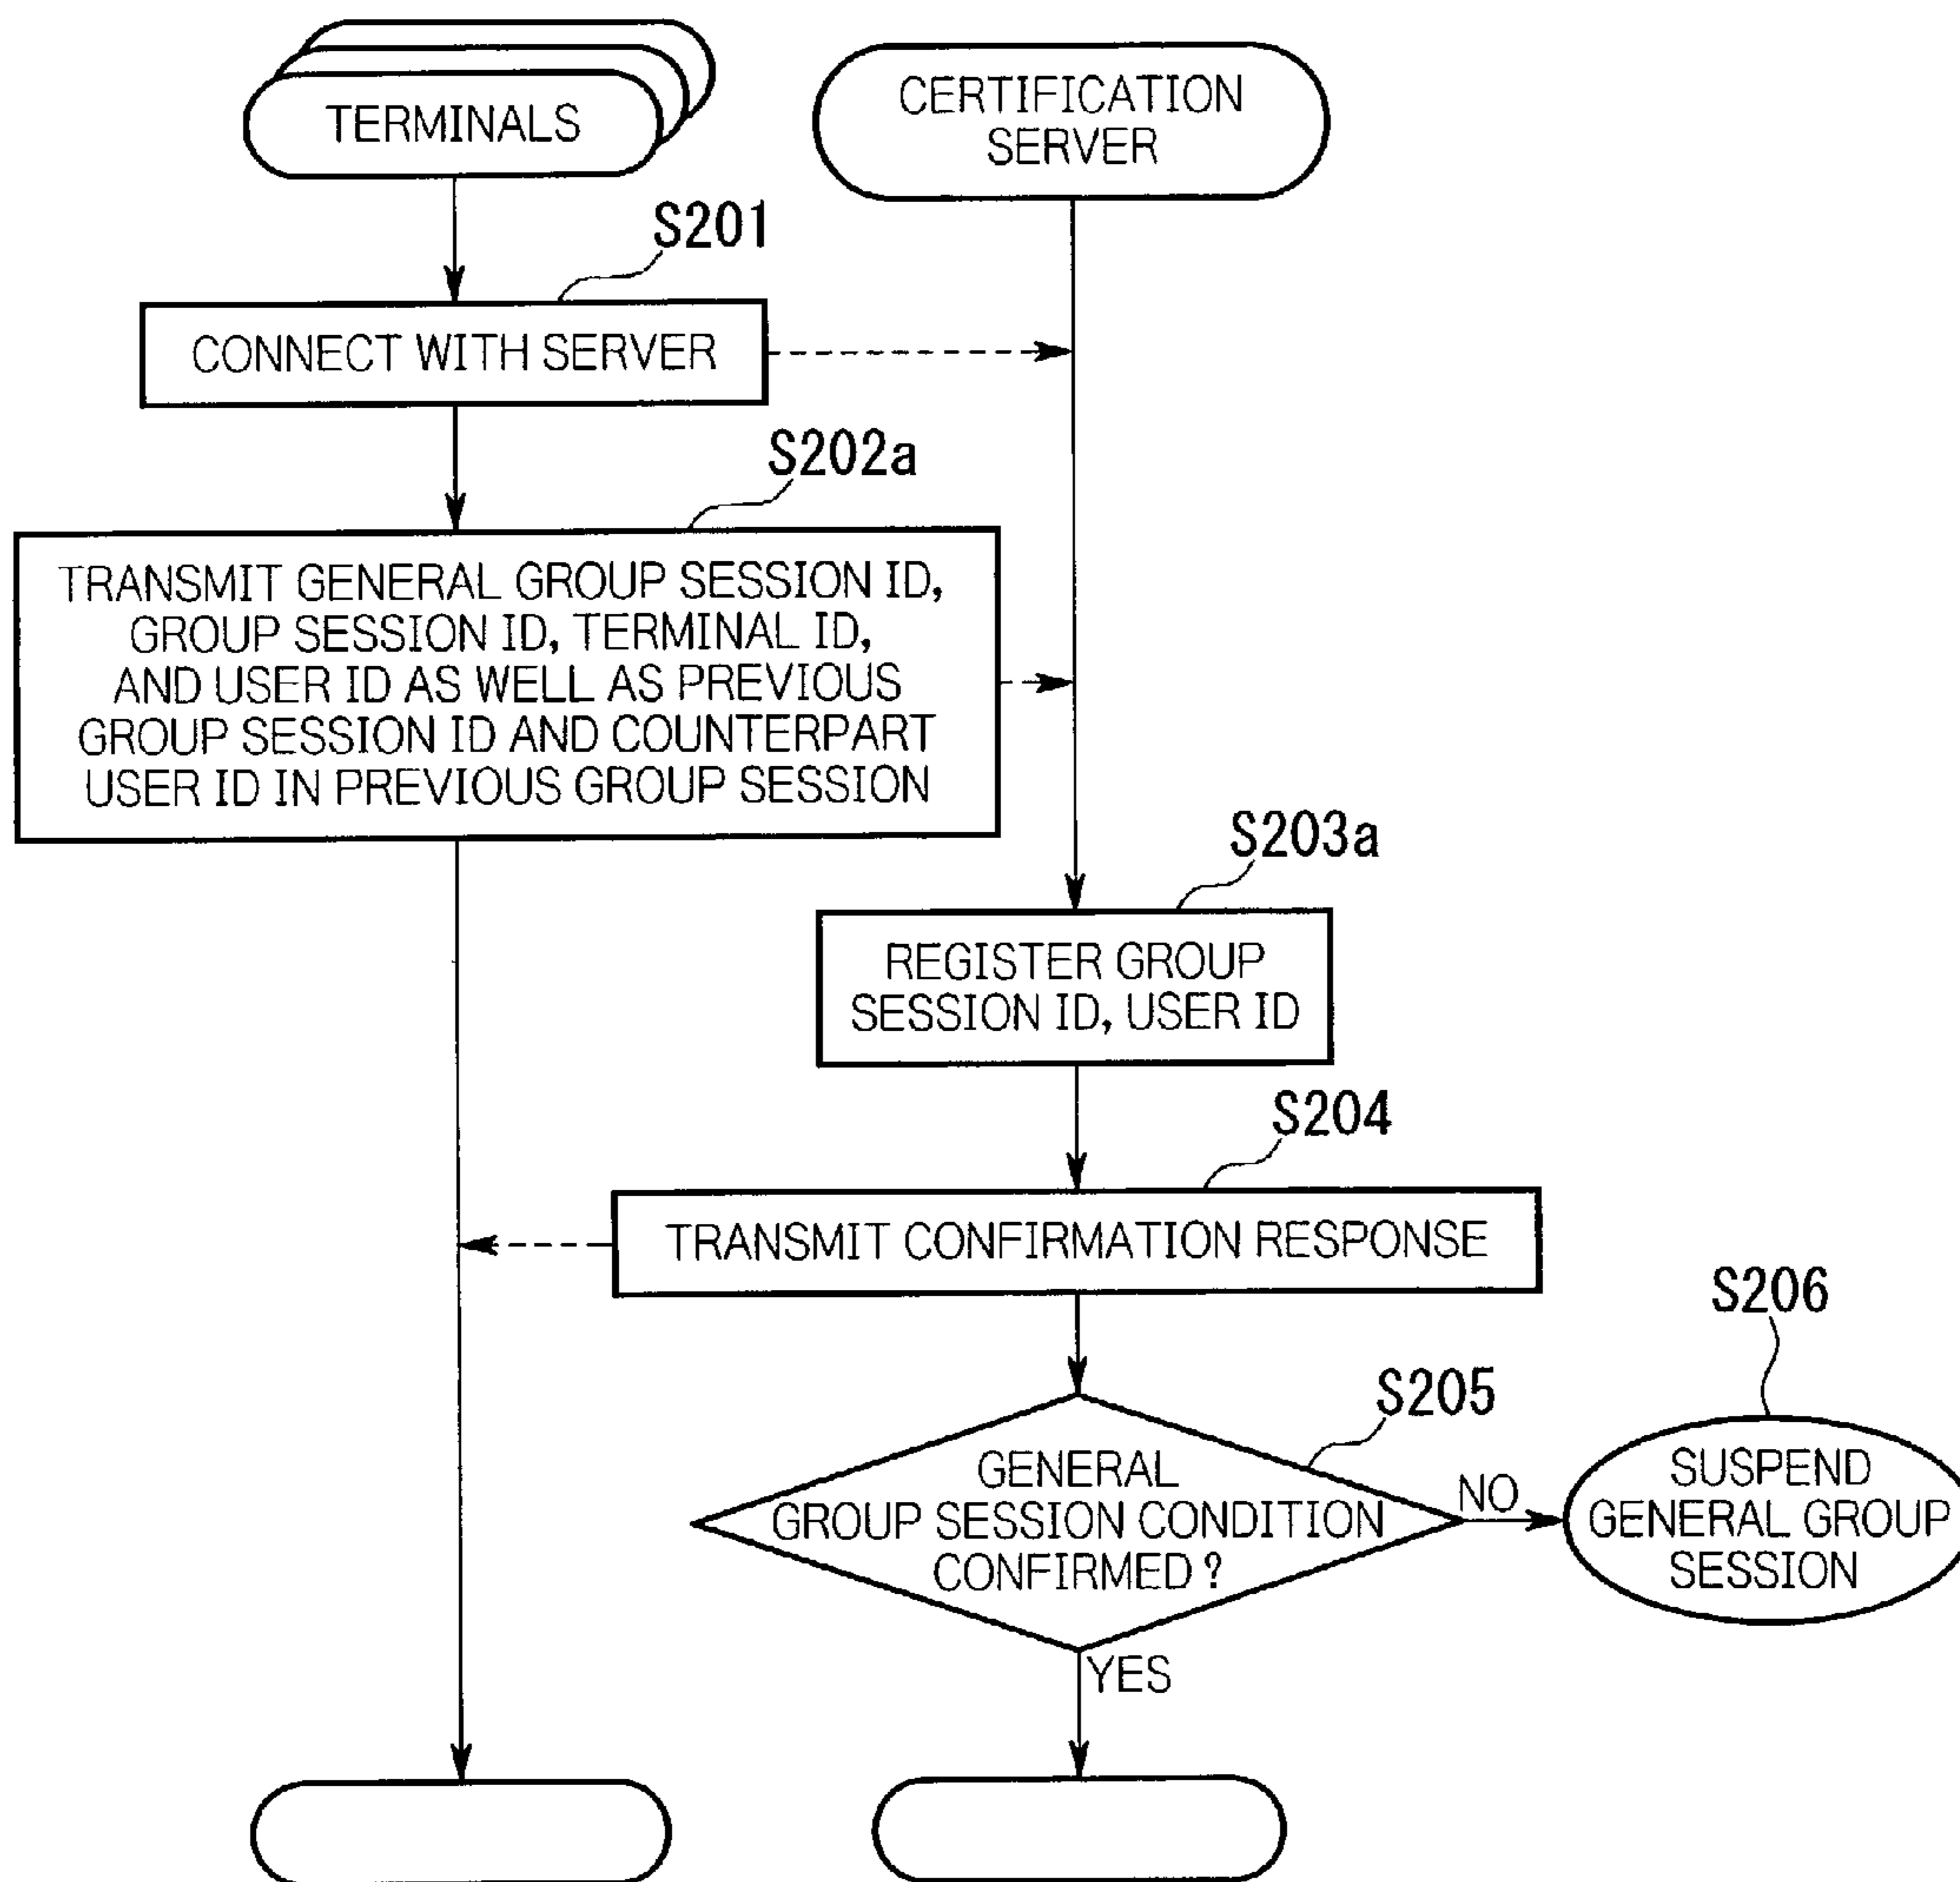 TERMINALS
CERTIFICATION
SERVER
S201
CONNECT WITH SERVER
S202a
TRANSMIT GENERAL GROUP SESSION ID,
GROUP SESSION ID, TERMINAL ID,
AND USER ID AS WELL AS PREVIOUS
GROUP SESSION ID AND COUNTERPART
USER ID IN PREVIOUS GROUP SESSION
S203a
REGISTER GROUP
SESSION ID, USER ID
S204
TRANSMIT CONFIRMATION RESPONSE
S205
GENERAL
GROUP SESSION CONDITION
CONFIRMED?
NO
S206
SUSPEND
GENERAL GROUP
SESSION
YES